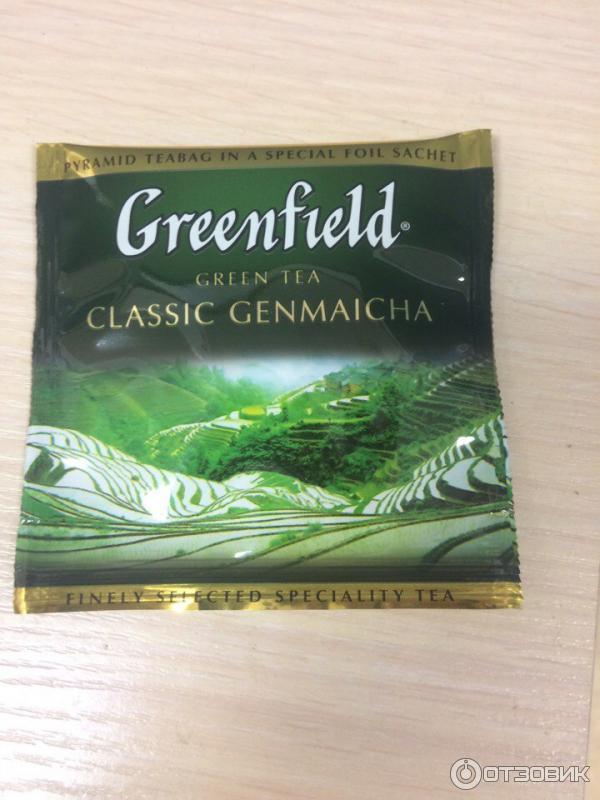 PYRAMID TEABAG IN A SPECIAL FOIL SACHET
Greenfield®
GREEN TEA
CLASSIC GENMAICHA
FINELY SELECTED SPECIALITY TEA
ОТЗОВИК